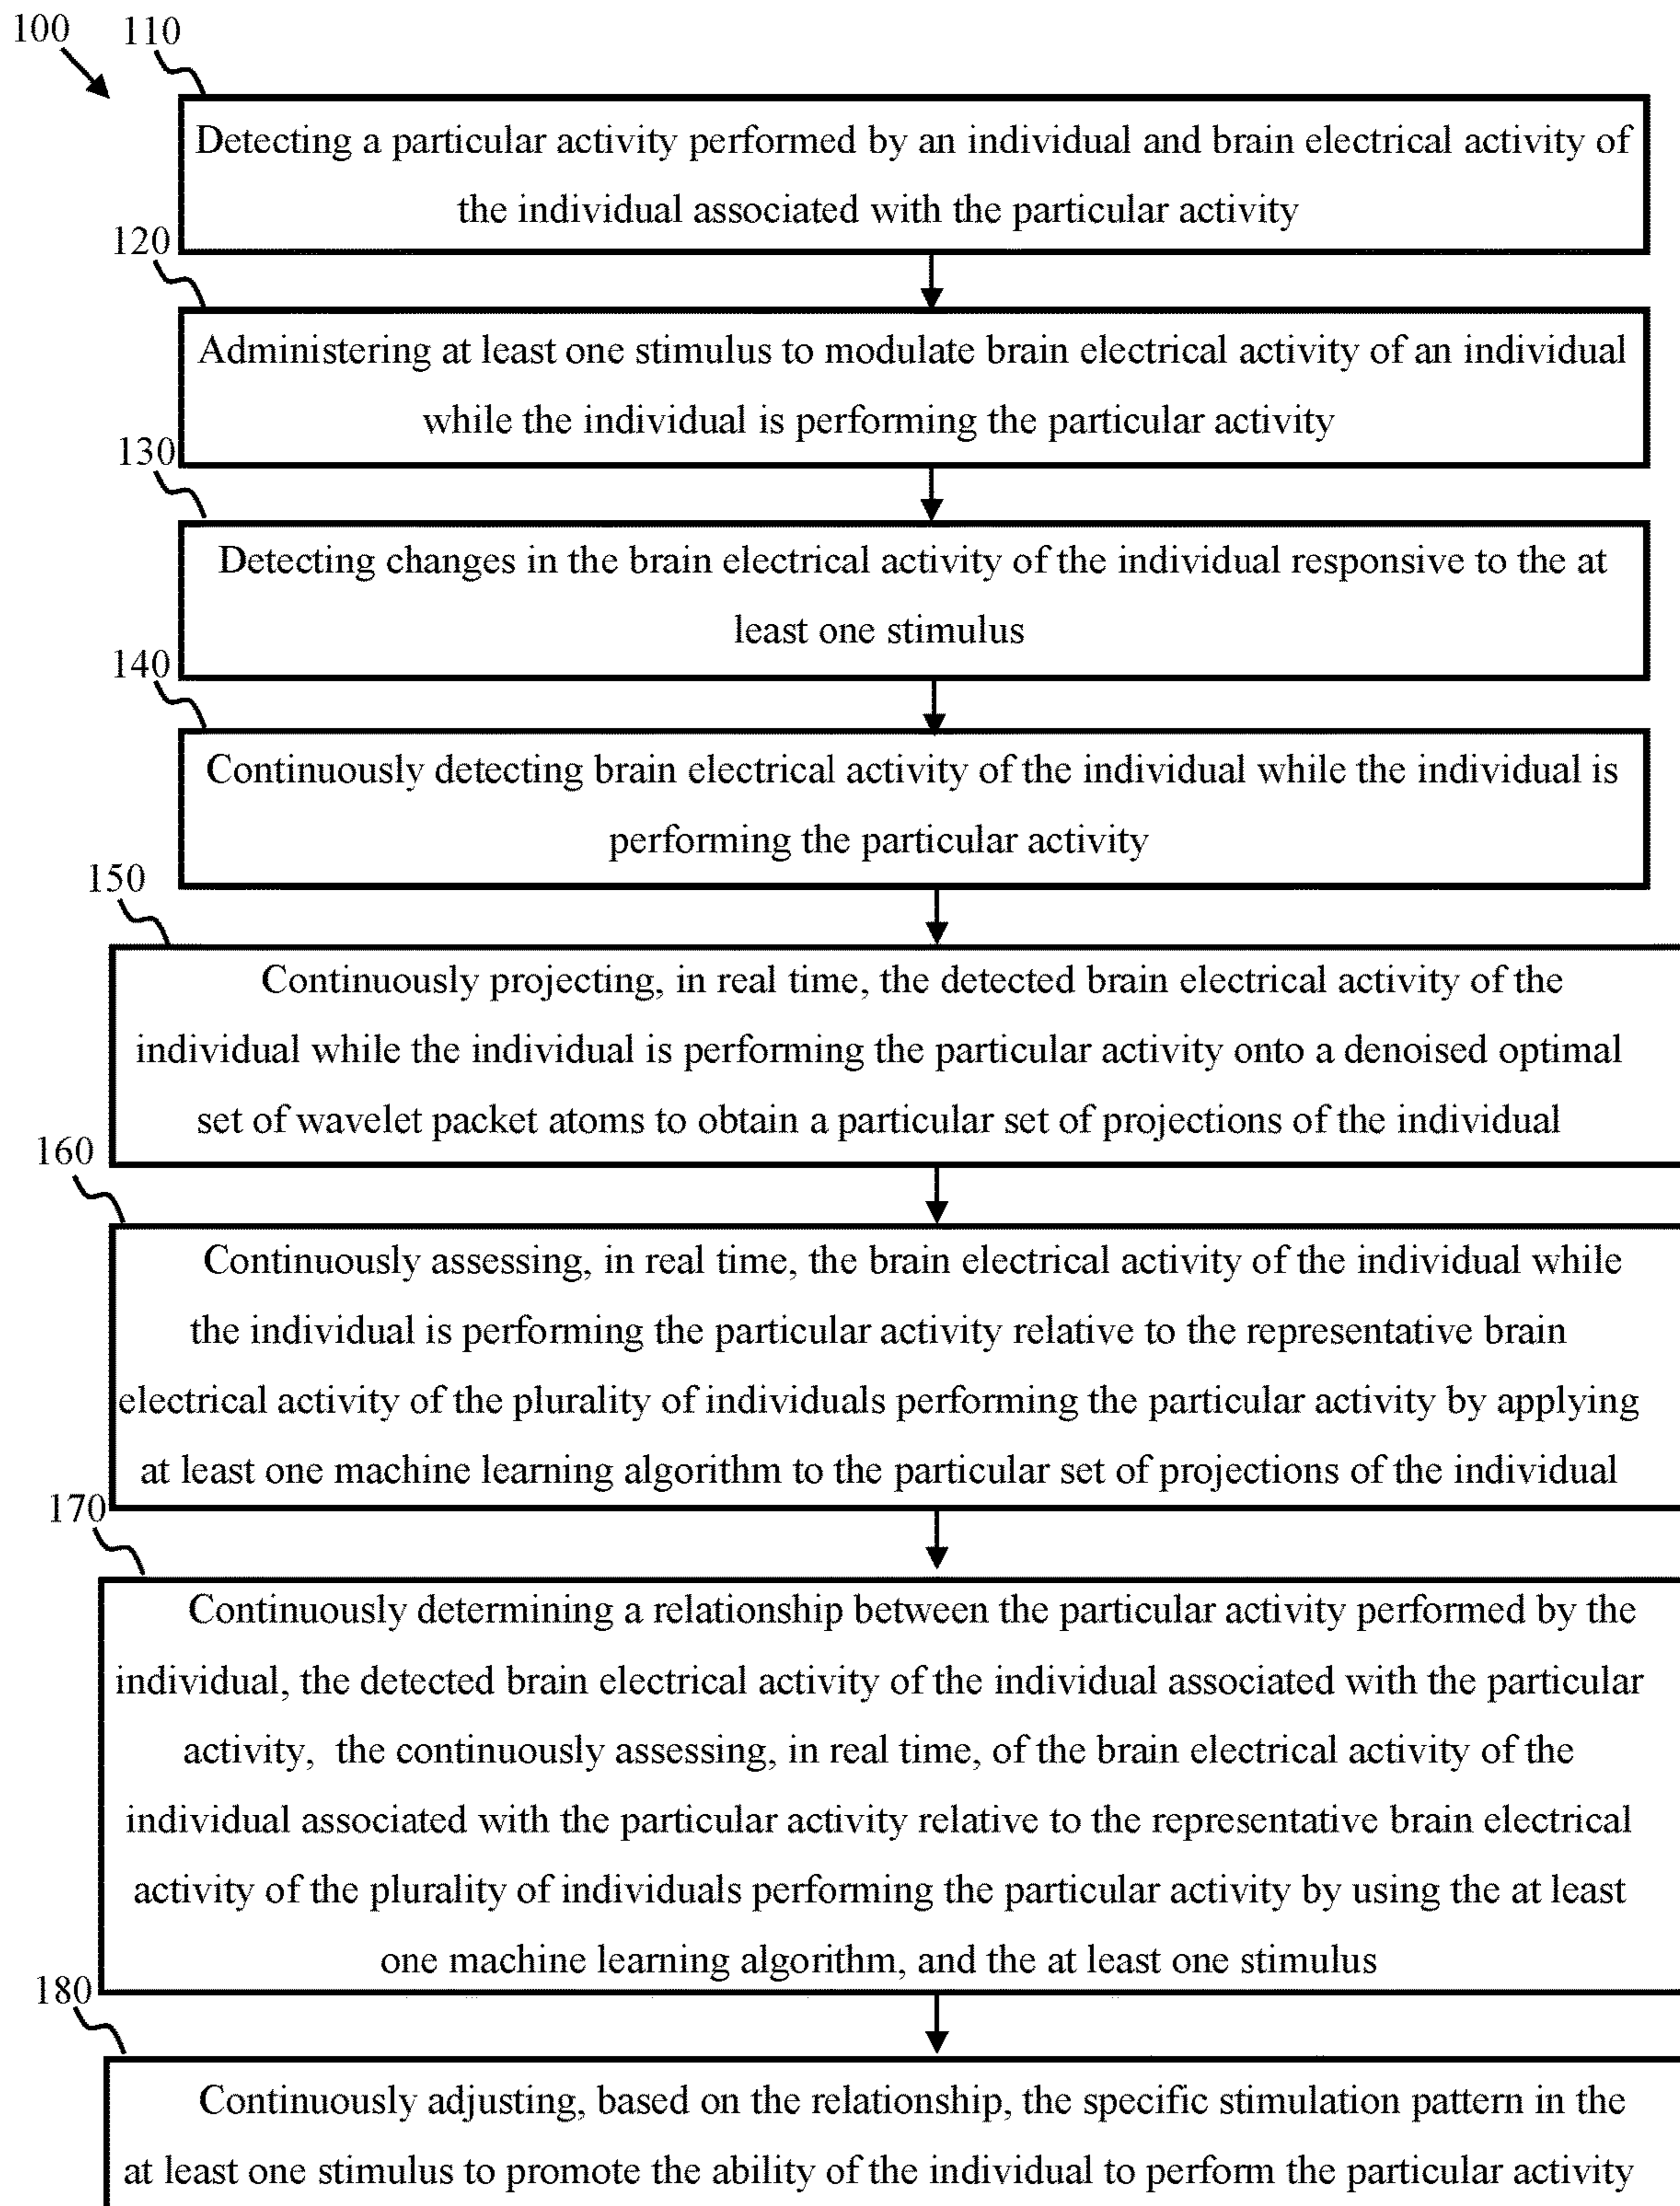 100
110
Detecting a particular activity performed by an individual and brain electrical activity of
the individual associated with the particular activity
120
Administering at least one stimulus to modulate brain electrical activity of an individual
while the individual is performing the particular activity
130
Detecting changes in the brain electrical activity of the individual responsive to the at
least one stimulus
140
Continuously detecting brain electrical activity of the individual while the individual is
performing the particular activity
150
Continuously projecting, in real time, the detected brain electrical activity of the
individual while the individual is performing the particular activity onto a denoised optimal
set of wavelet packet atoms to obtain a particular set of projections of the individual
160
Continuously assessing, in real time, the brain electrical activity of the individual while
the individual is performing the particular activity relative to the representative brain
electrical activity of the plurality of individuals performing the particular activity by applying
at least one machine learning algorithm to the particular set of projections of the individual
170
Continuously determining a relationship between the particular activity performed by the
individual, the detected brain electrical activity of the individual associated with the particular
activity, the continuously assessing, in real time, of the brain electrical activity of the
individual associated with the particular activity relative to the representative brain electrical
activity of the plurality of individuals performing the particular activity by using the at least
one machine learning algorithm, and the at least one stimulus
180
Continuously adjusting, based on the relationship, the specific stimulation pattern in the
at least one stimulus to promote the ability of the individual to perform the particular activity